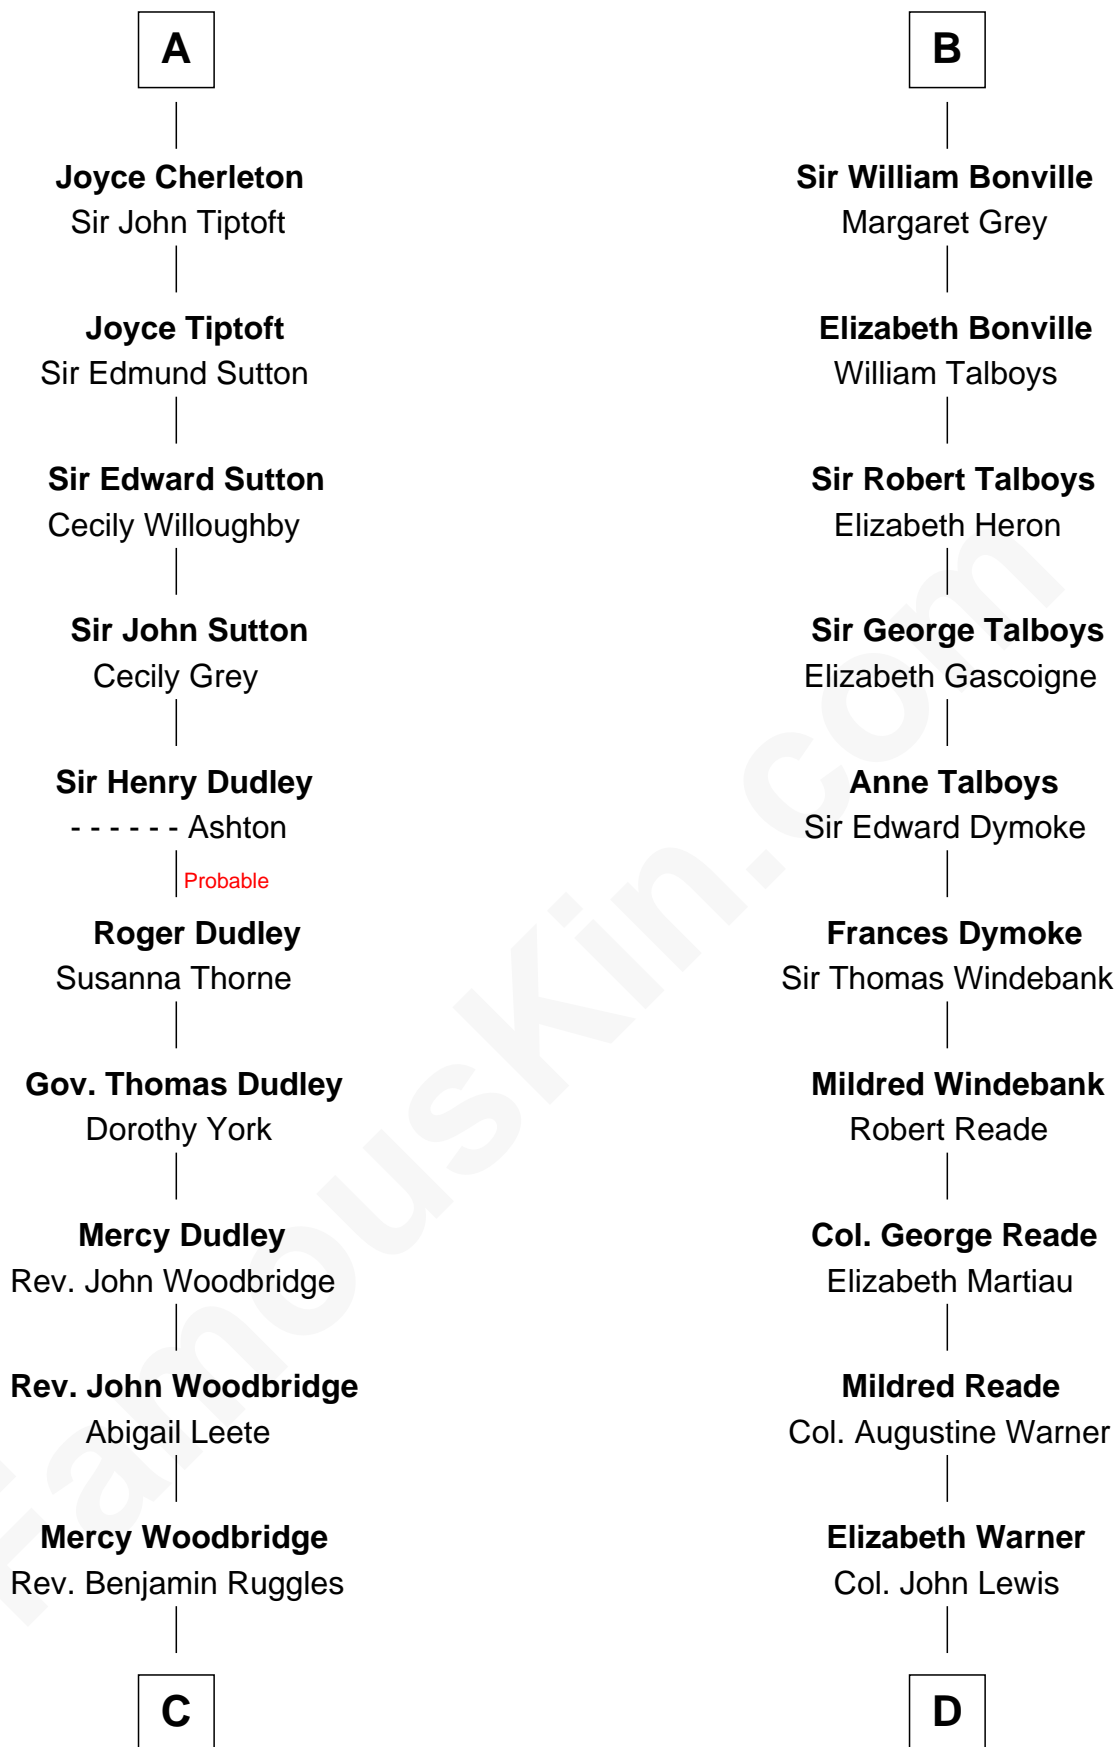 A
Joyce Cherleton
Sir John Tiptoft
Joyce Tiptoft
Sir Edmund Sutton
Sir Edward Sutton
Cecily Willoughby
Sir John Sutton
Cecily Grey
Sir Henry Dudley
- - - - - - Ashton
Probable
Roger Dudley
Susanna Thorne
Gov. Thomas Dudley
Dorothy York
Mercy Dudley
Rev. John Woodbridge
Rev. John Woodbridge
Abigail Leete
Mercy Woodbridge
Rev. Benjamin Ruggles
C
B
Sir William Bonville
Margaret Grey
Elizabeth Bonville
William Talboys
Sir Robert Talboys
Elizabeth Heron
Sir George Talboys
Elizabeth Gascoigne
Anne Talboys
Sir Edward Dymoke
Frances Dymoke
Sir Thomas Windebank
Mildred Windebank
Robert Reade
Col. George Reade
Elizabeth Martiau
Mildred Reade
Col. Augustine Warner
Elizabeth Warner
Col. John Lewis
D
FamousKin.com